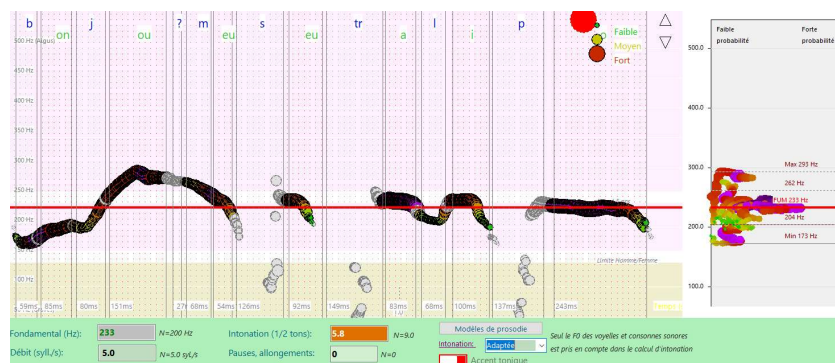 b on j ou ? m eu s eu tr a l i p
500 Hz (Aigus)
450 Hz
400 Hz
350 Hz
300 Hz
250 Hz
200 Hz
150 Hz
100 Hz
Faible
Moyen
Fort
Limite Homme/Femme
59ms 85ms 80ms 151ms 27 68ms 54ms 126ms 92ms 149ms 83ms 68ms 100ms 137ms 243ms
Faible probabilité
Forte probabilité
500.0
400.0
300.0
200.0
100.0
Max 293 Hz
262 Hz
FUM 233 Hz
204 Hz
Min 173 Hz
Fondamental (Hz): 233 N=200 Hz Intonation (1/2 tons): 5.8 N=9.0 Modèles de prosodie
Seul le F0 des voyelles et consonnes sonores
Intonation: Adaptée
est pris en compte dans le calcul d'intonation
Débit (syll./s): 5.0 N=5.0 syL/s Pauses, allongements: 0 N=0
Accent tonique